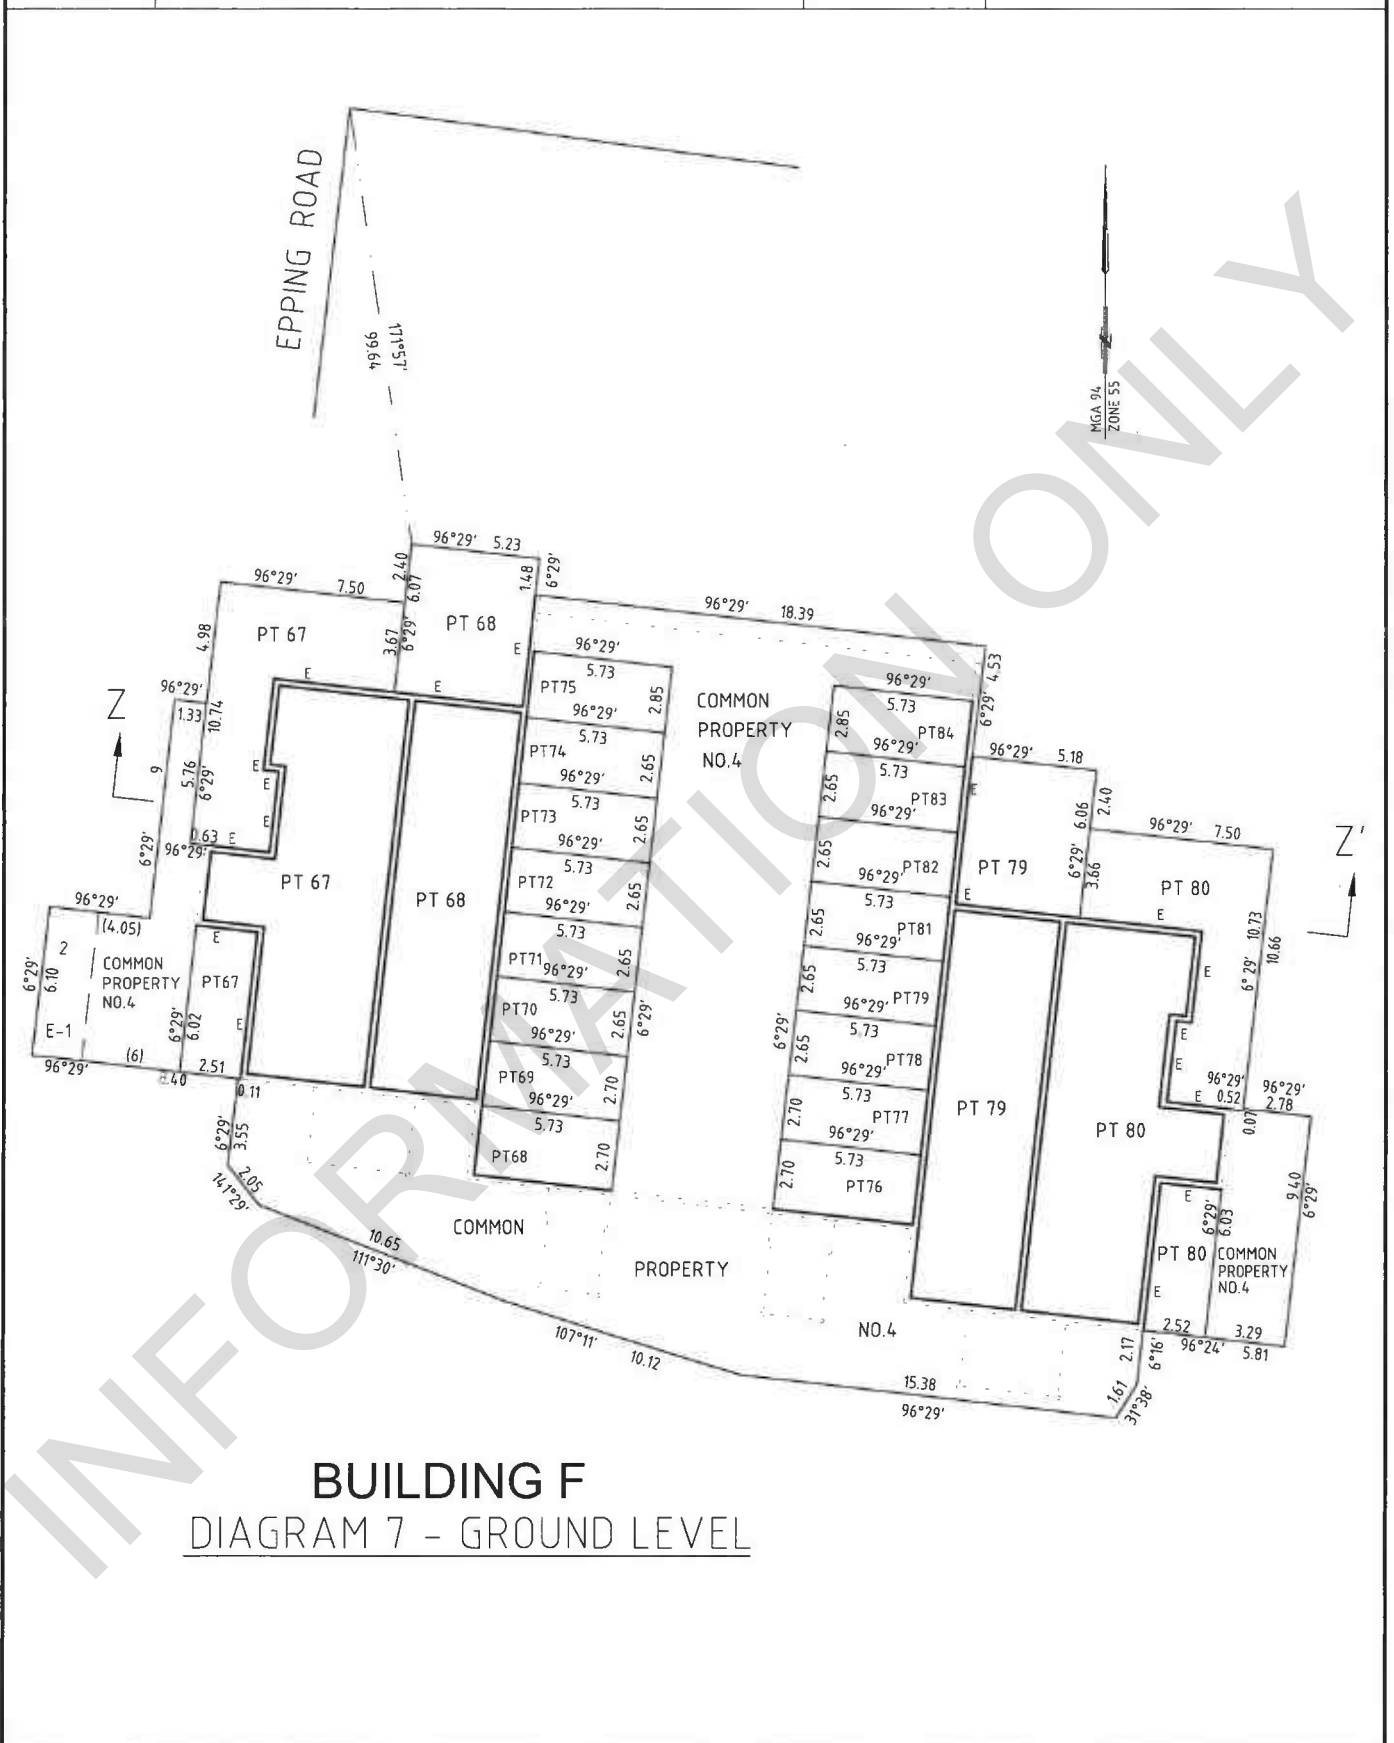 EPPING ROAD
171°57'
99.64
MGA 94
ZONE 55
96°29' 5.23
2.40
6.07
1.48
6°29'
96°29' 7.50
4.98
PT 67
3.67
6°29'
PT 68
E
E
E
96°29' 18.39
4.53
6°29'
96°29'
5.73
PT75
2.85
96°29'
5.73
PT74
2.65
96°29'
5.73
PT73
2.65
96°29'
5.73
PT72
2.65
96°29'
5.73
PT71
2.65
96°29'
5.73
PT70
2.65
6°29'
96°29'
5.73
PT69
2.70
96°29'
5.73
PT68
2.70
COMMON
PROPERTY
NO.4
96°29'
5.73
2.85
PT84
96°29'
5.73
2.65
PT83
96°29'
2.65
PT82
96°29'
5.73
2.65
PT81
96°29'
5.73
2.65
PT79
96°29'
5.73
6°29'
2.65
PT78
96°29'
5.73
2.70
PT77
96°29'
5.73
2.70
PT76
Z
96°29'
1.33
10.74
9
5.76
6°29'
6°29'
E
E
E
0.63
E
96°29'
PT 67
PT 68
96°29'
(4.05)
2
6°29'
6.10
COMMON
PROPERTY
NO.4
E-1
E
PT67
6°29'
6.02
E
96°29'
(6)
8.40
2.51
0.11
6°29'
3.55
2.05
141°29'
10.65
111°30'
107°11'
10.12
15.38
96°29'
COMMON
PROPERTY
NO.4
96°29' 5.18
E
6.06
2.40
6°29'
3.66
PT 79
E
96°29' 7.50
Z'
PT 80
E
10.73
6°29'
10.66
E
E
E
96°29'
E 0.52
96°29'
2.78
0.07
PT 79
PT 80
E
6°29'
6.03
9.40
6°29'
PT 80
E
COMMON
PROPERTY
NO.4
2.52
96°24'
3.29
5.81
2.17
6°16'
1.61
31°38'
BUILDING F
DIAGRAM 7 - GROUND LEVEL
INFORMATION ONLY